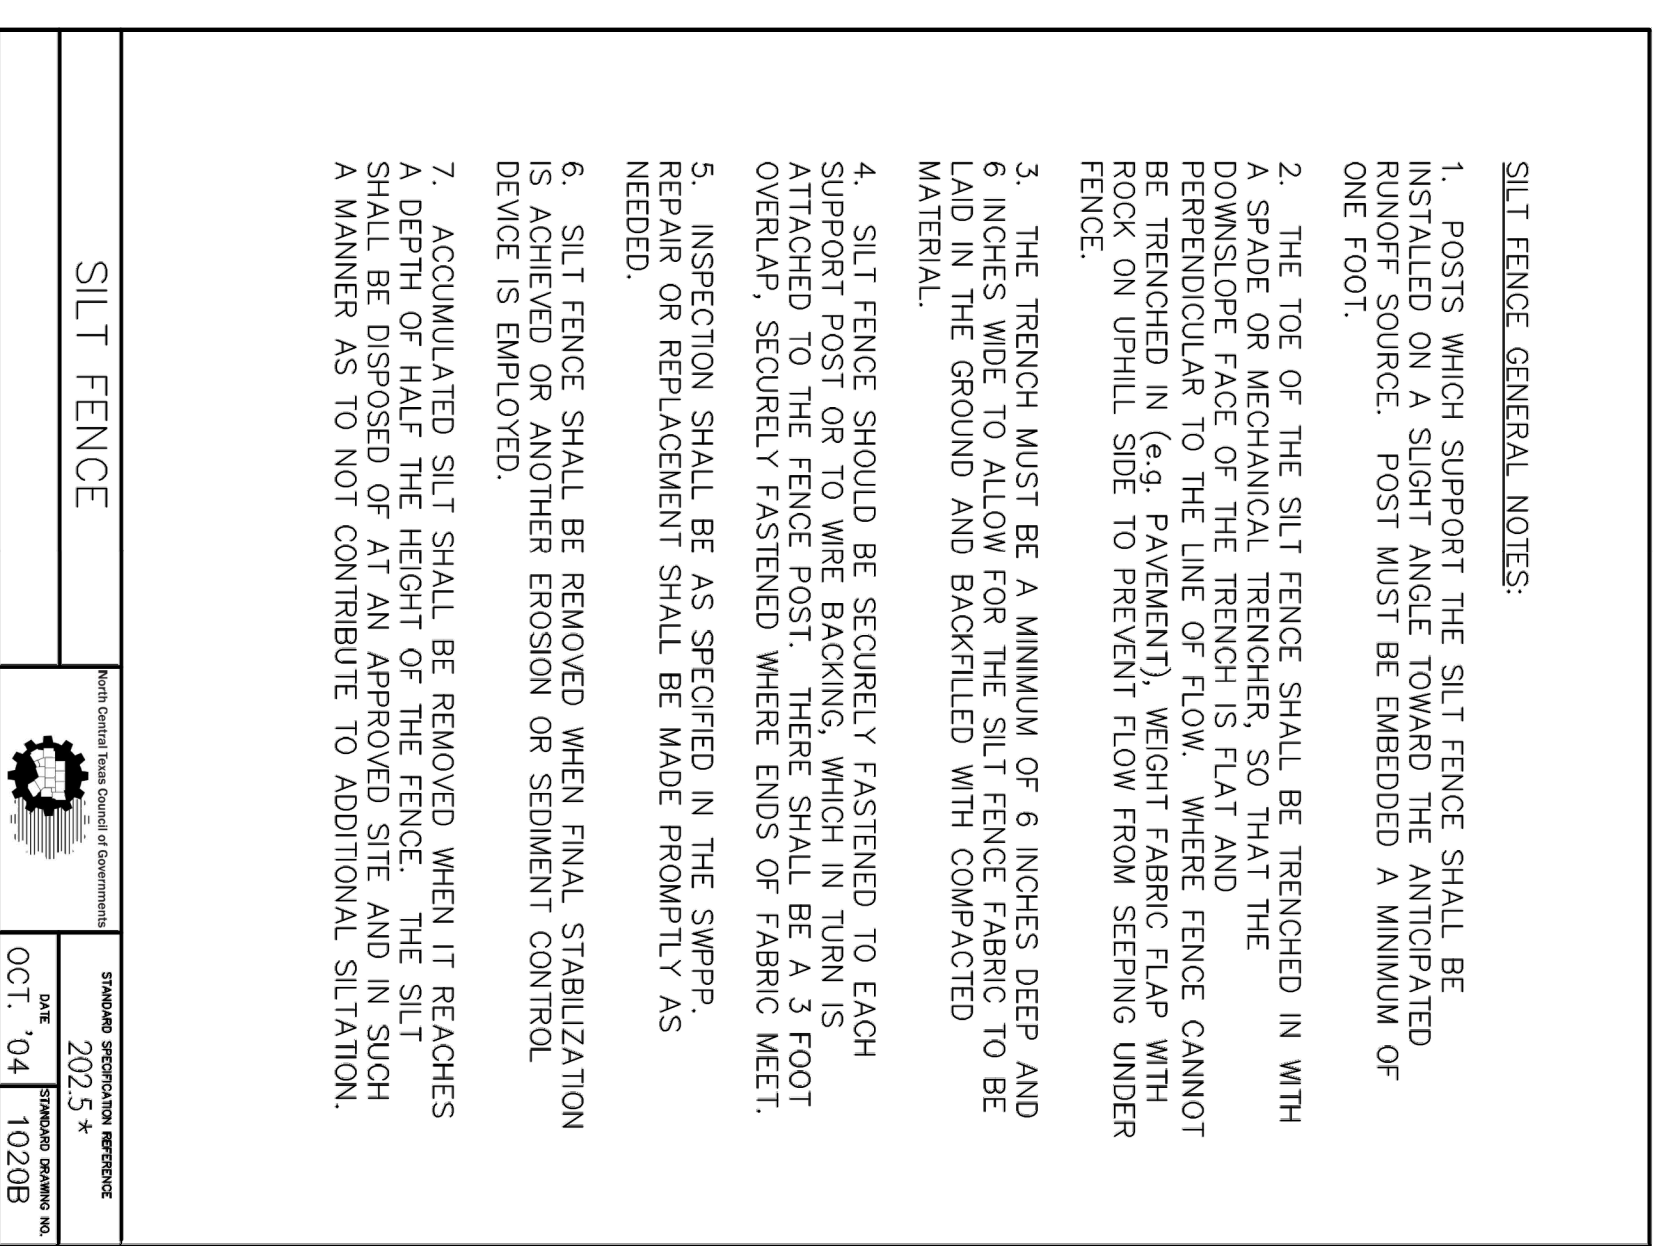 SILT FENCE GENERAL NOTES:
1. POSTS WHICH SUPPORT THE SILT FENCE SHALL BE
INSTALLED ON A SLIGHT ANGLE TOWARD THE ANTICIPATED
RUNOFF SOURCE. POST MUST BE EMBEDDED A MINIMUM OF
ONE FOOT.
2. THE TOE OF THE SILT FENCE SHALL BE TRENCHED IN WITH
A SPADE OR MECHANICAL TRENCHER, SO THAT THE
DOWNSLOPE FACE OF THE TRENCH IS FLAT AND
PERPENDICULAR TO THE LINE OF FLOW. WHERE FENCE CANNOT
BE TRENCHED IN (e.g. PAVEMENT), WEIGHT FABRIC FLAP WITH
ROCK ON UPHILL SIDE TO PREVENT FLOW FROM SEEPING UNDER
FENCE.
3. THE TRENCH MUST BE A MINIMUM OF 6 INCHES DEEP AND
6 INCHES WIDE TO ALLOW FOR THE SILT FENCE FABRIC TO BE
LAID IN THE GROUND AND BACKFILLED WITH COMPACTED
MATERIAL.
4. SILT FENCE SHOULD BE SECURELY FASTENED TO EACH
SUPPORT POST OR TO WIRE BACKING, WHICH IN TURN IS
ATTACHED TO THE FENCE POST. THERE SHALL BE A 3 FOOT
OVERLAP, SECURELY FASTENED WHERE ENDS OF FABRIC MEET.
5. INSPECTION SHALL BE AS SPECIFIED IN THE SWPPP.
REPAIR OR REPLACEMENT SHALL BE MADE PROMPTLY AS
NEEDED.
6. SILT FENCE SHALL BE REMOVED WHEN FINAL STABILIZATION
IS ACHIEVED OR ANOTHER EROSION OR SEDIMENT CONTROL
DEVICE IS EMPLOYED.
7. ACCUMULATED SILT SHALL BE REMOVED WHEN IT REACHES
A DEPTH OF HALF THE HEIGHT OF THE FENCE. THE SILT
SHALL BE DISPOSED OF AT AN APPROVED SITE AND IN SUCH
A MANNER AS TO NOT CONTRIBUTE TO ADDITIONAL SILTATION.
SILT FENCE
North Central Texas Council of Governments
STANDARD SPECIFICATION REFERENCE
202.5*
DATE
OCT. '04
STANDARD DRAWING NO.
1020B